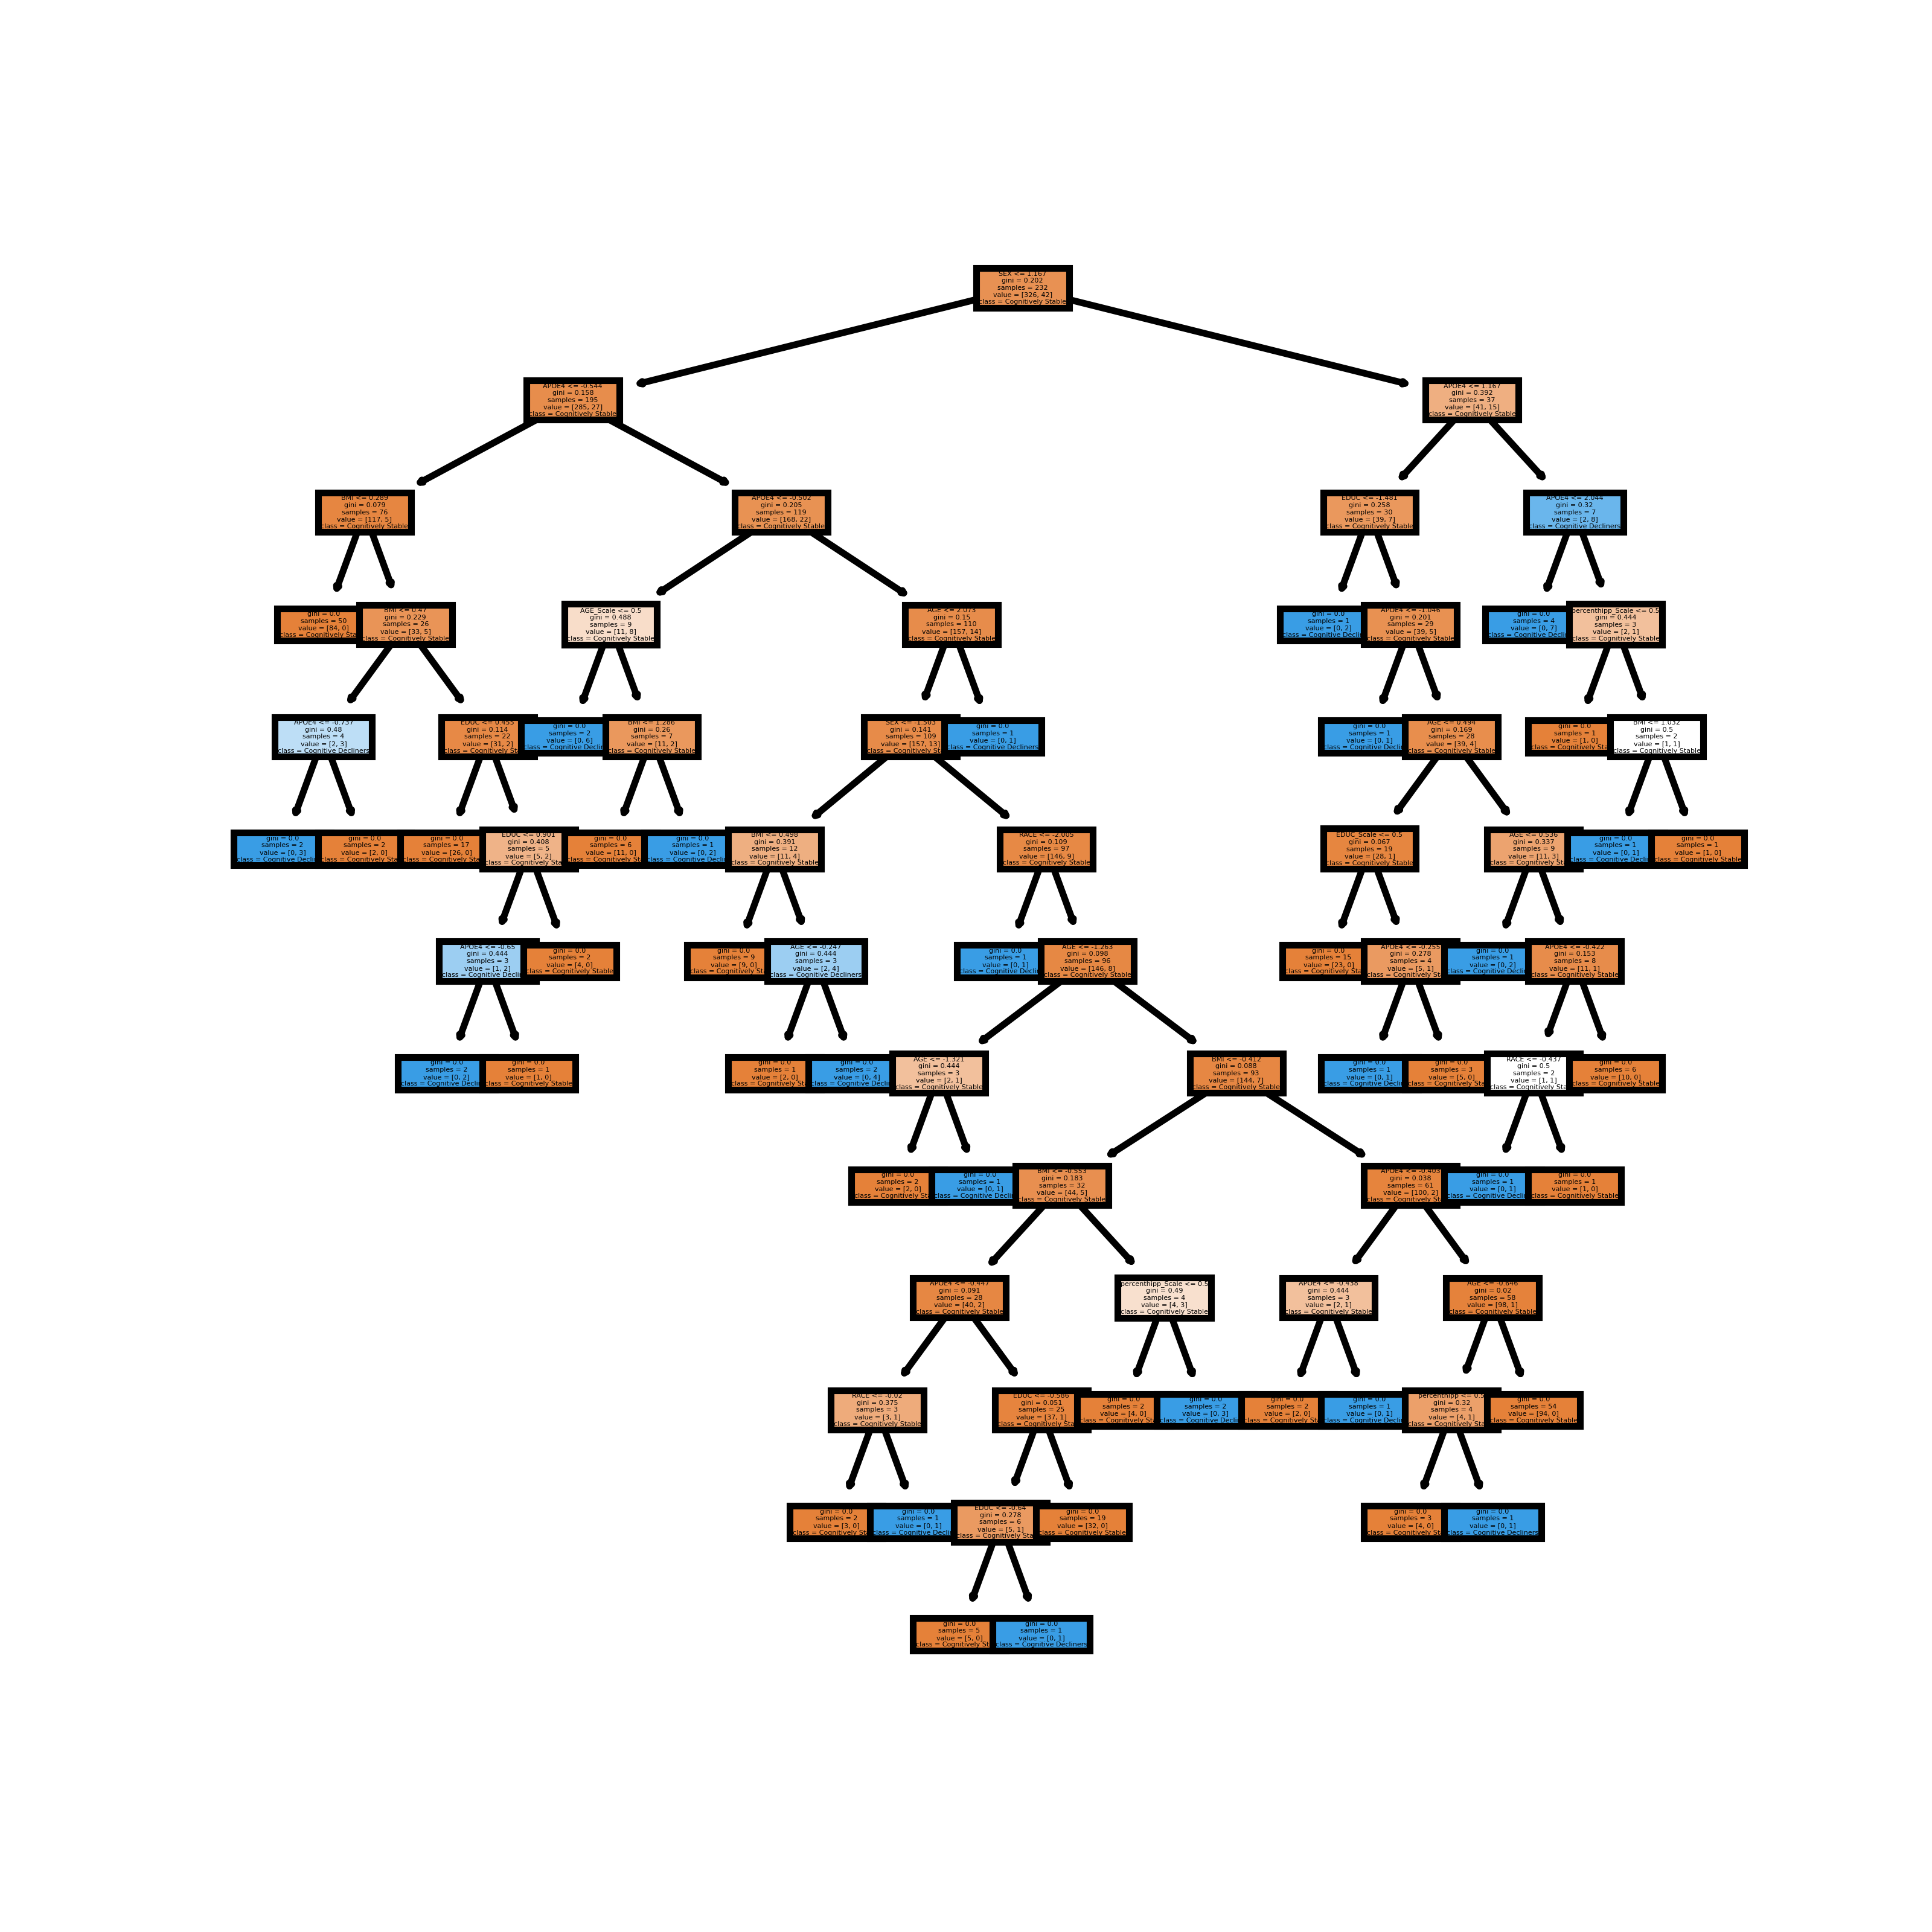 SEX <= 1.167
gini = 0.202
samples = 232
value = [326, 42]
class = Cognitively Stable
APOE4 <= -0.544
gini = 0.158
samples = 195
value = [285, 27]
class = Cognitively Stable
APOE4 <= 1.167
gini = 0.392
samples = 37
value = [41, 15]
class = Cognitively Stable
BMI <= 0.289
gini = 0.079
samples = 76
value = [117, 5]
class = Cognitively Stable
APOE4 <= -0.502
gini = 0.205
samples = 119
value = [168, 22]
class = Cognitively Stable
EDUC <= -1.481
gini = 0.258
samples = 30
value = [39, 7]
class = Cognitively Stable
APOE4 <= 2.044
gini = 0.32
samples = 7
value = [2, 8]
class = Cognitive Decliners
gini = 0.0
samples = 50
value = [84, 0]
class = Cognitively Sta
BMI <= 0.47
gini = 0.229
samples = 26
value = [33, 5]
class = Cognitively Stable
AGE_Scale <= 0.5
gini = 0.488
samples = 9
value = [11, 8]
class = Cognitively Stable
AGE <= 2.073
gini = 0.15
samples = 110
value = [157, 14]
class = Cognitively Stable
gini = 0.0
samples = 1
value = [0, 2]
class = Cognitive Declin
APOE4 <= -1.046
gini = 0.201
samples = 29
value = [39, 5]
class = Cognitively Stable
gini = 0.0
samples = 4
value = [0, 7]
class = Cognitive Declin
percenthipp_Scale <= 0.5
gini = 0.444
samples = 3
value = [2, 1]
class = Cognitively Stable
APOE4 <= -0.737
gini = 0.48
samples = 4
value = [2, 3]
class = Cognitive Decliners
EDUC <= 0.455
gini = 0.114
samples = 22
value = [31, 2]
class = Cognitively St
gini = 0.0
samples = 2
value = [0, 6]
class = Cognitive Declin
BMI <= 1.286
gini = 0.26
samples = 7
value = [11, 2]
class = Cognitively Stable
SEX <= -1.503
gini = 0.141
samples = 109
value = [157, 13]
class = Cognitively St
gini = 0.0
samples = 1
value = [0, 1]
class = Cognitive Decliners
gini = 0.0
samples = 1
value = [0, 1]
class = Cognitive Declin
AGE <= 0.494
gini = 0.169
samples = 28
value = [39, 4]
class = Cognitively Stable
gini = 0.0
samples = 1
value = [1, 0]
class = Cognitively Sta
BMI <= 1.032
gini = 0.5
samples = 2
value = [1, 1]
class = Cognitively Stable
gini = 0.0
samples = 2
value = [0, 3]
class = Cognitive Declin
gini = 0.0
samples = 2
value = [2, 0]
class = Cognitively St
gini = 0.0
samples = 17
value = [26, 0]
class = Cognitively St
EDUC <= 0.901
gini = 0.408
samples = 5
value = [5, 2]
class = Cognitively Sta
gini = 0.0
samples = 6
value = [11, 0]
class = Cognitively St
gini = 0.0
samples = 1
value = [0, 2]
class = Cognitive Declin
BMI <= 0.498
gini = 0.391
samples = 12
value = [11, 4]
class = Cognitively Stable
RACE <= -2.005
gini = 0.109
samples = 97
value = [146, 9]
class = Cognitively Stable
EDUC_Scale <= 0.5
gini = 0.067
samples = 19
value = [28, 1]
class = Cognitively Stable
AGE <= 0.536
gini = 0.337
samples = 9
value = [11, 3]
class = Cognitively St
gini = 0.0
samples = 1
value = [0, 1]
class = Cognitive Declin
gini = 0.0
samples = 1
value = [1, 0]
class = Cognitively Stable
APOE4 <= -0.65
gini = 0.444
samples = 3
value = [1, 2]
class = Cognitive Decli
gini = 0.0
samples = 2
value = [4, 0]
class = Cognitively Stable
gini = 0.0
samples = 9
value = [9, 0]
class = Cognitively Sta
AGE <= -0.247
gini = 0.444
samples = 3
value = [2, 4]
class = Cognitive Decliners
gini = 0.0
samples = 1
value = [0, 1]
class = Cognitive Declin
AGE <= -1.263
gini = 0.098
samples = 96
value = [146, 8]
class = Cognitively Stable
gini = 0.0
samples = 15
value = [23, 0]
class = Cognitively Sta
APOE4 <= -0.255
gini = 0.278
samples = 4
value = [5, 1]
class = Cognitively St
gini = 0.0
samples = 1
value = [0, 2]
class = Cognitive Declin
APOE4 <= -0.422
gini = 0.153
samples = 8
value = [11, 1]
class = Cognitively Stable
gini = 0.0
samples = 2
value = [0, 2]
class = Cognitive Declin
gini = 0.0
samples = 1
value = [1, 0]
class = Cognitively Stable
gini = 0.0
samples = 1
value = [2, 0]
class = Cognitively St
gini = 0.0
samples = 2
value = [0, 4]
class = Cognitive Declin
AGE <= -1.321
gini = 0.444
samples = 3
value = [2, 1]
class = Cognitively Stable
BMI <= -0.412
gini = 0.088
samples = 93
value = [144, 7]
class = Cognitively Stable
gini = 0.0
samples = 1
value = [0, 1]
class = Cognitive Declin
gini = 0.0
samples = 3
value = [5, 0]
class = Cognitively St
RACE <= -0.437
gini = 0.5
samples = 2
value = [1, 1]
class = Cognitively St
gini = 0.0
samples = 6
value = [10, 0]
class = Cognitively Stable
gini = 0.0
samples = 2
value = [2, 0]
class = Cognitively St
gini = 0.0
samples = 1
value = [0, 1]
class = Cognitive Declin
BMI <= -0.553
gini = 0.183
samples = 32
value = [44, 5]
class = Cognitively Stable
APOE4 <= -0.403
gini = 0.038
samples = 61
value = [100, 2]
class = Cognitively St
gini = 0.0
samples = 1
value = [0, 1]
class = Cognitive Declin
gini = 0.0
samples = 1
value = [1, 0]
class = Cognitively Stable
APOE4 <= -0.447
gini = 0.091
samples = 28
value = [40, 2]
class = Cognitively Stable
percenthipp_Scale <= 0.5
gini = 0.49
samples = 4
value = [4, 3]
class = Cognitively Stable
APOE4 <= -0.438
gini = 0.444
samples = 3
value = [2, 1]
class = Cognitively Stable
AGE <= -0.646
gini = 0.02
samples = 58
value = [98, 1]
class = Cognitively Stable
RACE <= -0.02
gini = 0.375
samples = 3
value = [3, 1]
class = Cognitively Stable
EDUC <= -0.586
gini = 0.051
samples = 25
value = [37, 1]
class = Cognitively St
gini = 0.0
samples = 2
value = [4, 0]
class = Cognitively St
gini = 0.0
samples = 2
value = [0, 3]
class = Cognitive Declin
gini = 0.0
samples = 2
value = [2, 0]
class = Cognitively St
gini = 0.0
samples = 1
value = [0, 1]
class = Cognitive Declin
percenthipp <= 0.5
gini = 0.32
samples = 4
value = [4, 1]
class = Cognitively Sta
gini = 0.0
samples = 54
value = [94, 0]
class = Cognitively Stable
gini = 0.0
samples = 2
value = [3, 0]
class = Cognitively St
gini = 0.0
samples = 1
value = [0, 1]
class = Cognitive Declin
EDUC <= -0.64
gini = 0.278
samples = 6
value = [5, 1]
class = Cognitively Sta
gini = 0.0
samples = 19
value = [32, 0]
class = Cognitively Stable
gini = 0.0
samples = 3
value = [4, 0]
class = Cognitively St
gini = 0.0
samples = 1
value = [0, 1]
class = Cognitive Decliners
gini = 0.0
samples = 5
value = [5, 0]
class = Cognitively St
gini = 0.0
samples = 1
value = [0, 1]
class = Cognitive Decliners